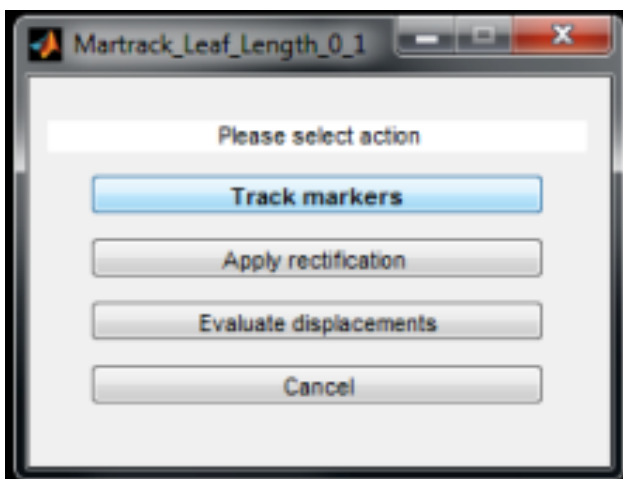 Martrack_Leaf_Length_0_1
Please select action
Track markers
Apply rectification
Evaluate displacements
Cancel